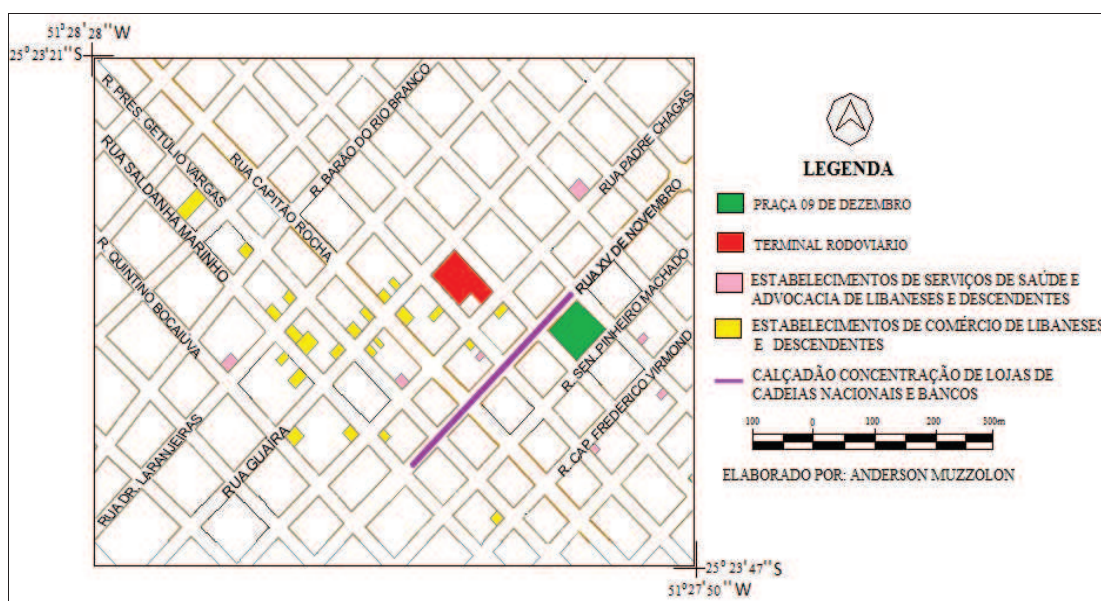 51° 28' 28'' W
25° 23' 21'' S
R. PRES. GETÚLIO VARGAS
RUA SALDANHA MARINHO
R. QUINTINO BOCAIÚVA
RUA CAPITÃO ROCHA
R. BARÃO DO RIO BRANCO
RUA PADRE CHAGAS
RUA XV DE NOVEMBRO
R. SEN. PINHEIRO MACHADO
R. CAP. FREDERICO VIRMOND
RUA DR. LARANJEIRAS
RUA GUAÍRA
LEGENDA
PRAÇA 09 DE DEZEMBRO
TERMINAL RODOVIÁRIO
ESTABELECIMENTOS DE SERVIÇOS DE SAÚDE E
ADVOCACIA DE LIBANESES E DESCENDENTES
ESTABELECIMENTOS DE COMÉRCIO DE LIBANESES
E DESCENDENTES
CALÇADÃO CONCENTRAÇÃO DE LOJAS DE
CADEIAS NACIONAIS E BANCOS
100 0 100 200 300m
ELABORADO POR: ANDERSON MUZZOLON
25° 23' 47'' S
51° 27' 50'' W